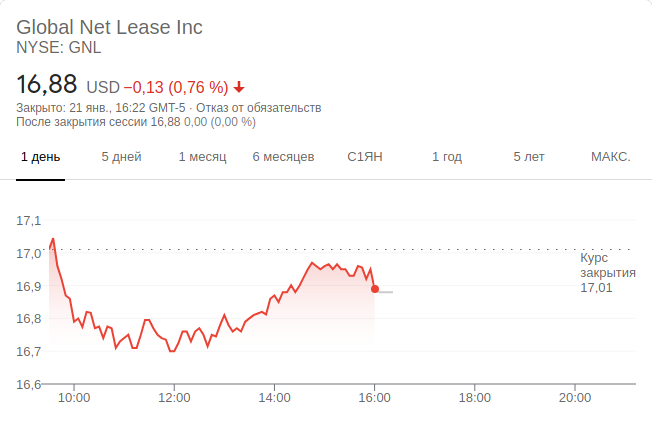 Global Net Lease Inc
NYSE: GNL
16,88 USD −0,13 (0,76 %)
Закрыто: 21 янв., 16:22 GMT-5 · Отказ от обязательств
После закрытия сессии 16,88 0,00 (0,00 %)
1 день 5 дней 1 месяц 6 месяцев С1ЯН 1 год 5 лет МАКС.
17,1
17,0
16,9
16,8
16,7
16,6
Курс
закрытия
17,01
10:00 12:00 14:00 16:00 18:00 20:00